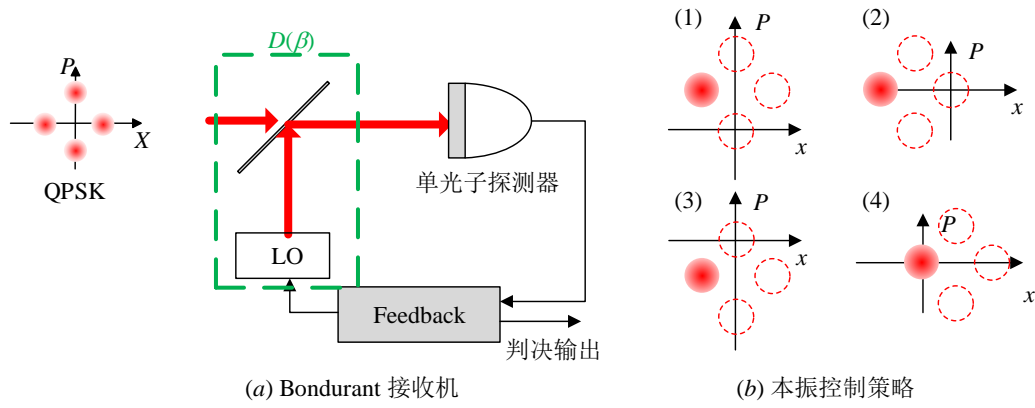 P
X
QPSK
D(β)
LO
单光子探测器
Feedback
判决输出
(a) Bondurant 接收机
(1)
P
x
(2)
P
x
(3)
P
x
(4)
P
x
(b) 本振控制策略